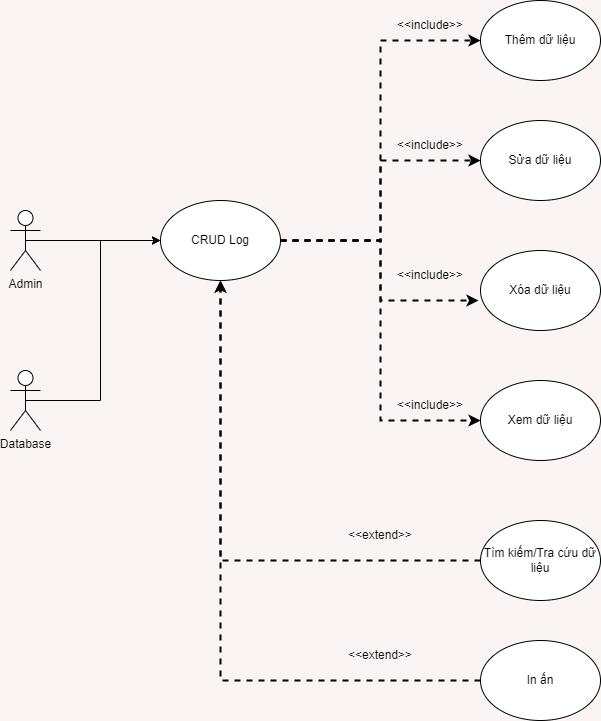 <<include>>
Thêm dữ liệu
<<include>>
Sửa dữ liệu
Admin
CRUD Log
<<include>>
Xóa dữ liệu
Database
<<include>>
Xem dữ liệu
<<extend>>
Tìm kiếm/Tra cứu dữ
liệu
<<extend>>
In ấn